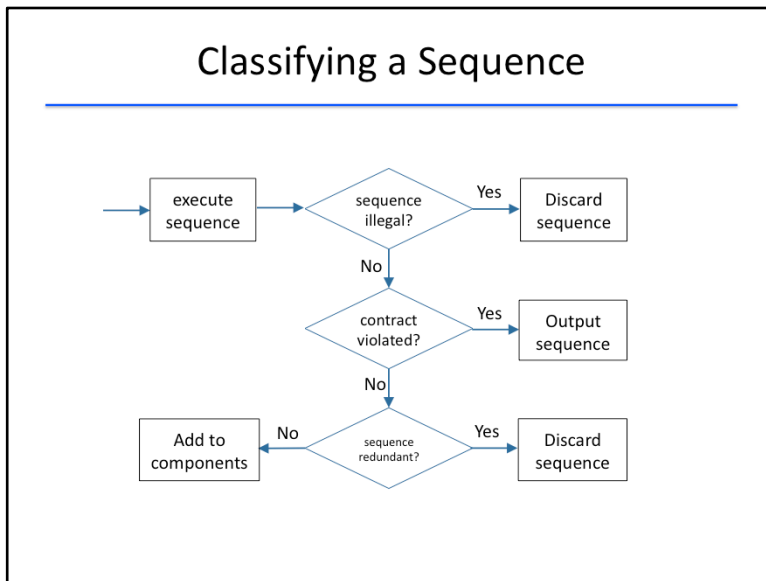 Classifying a Sequence
execute
sequence
sequence
illegal?
Yes
Discard
sequence
No
contract
violated?
Yes
Output
sequence
No
Add to
components
No
sequence
redundant?
Yes
Discard
sequence